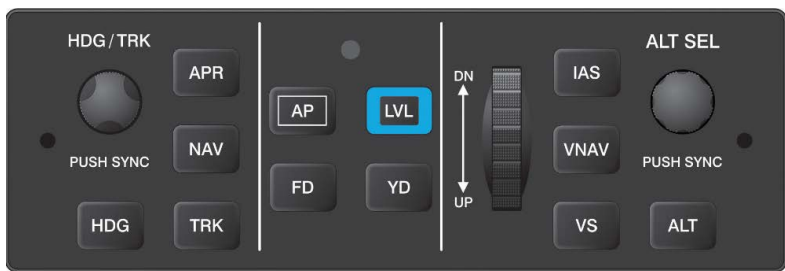 HDG / TRK
PUSH SYNC
APR
NAV
HDG
TRK
AP
LVL
FD
YD
DN
UP
IAS
VNAV
VS
ALT SEL
PUSH SYNC
ALT